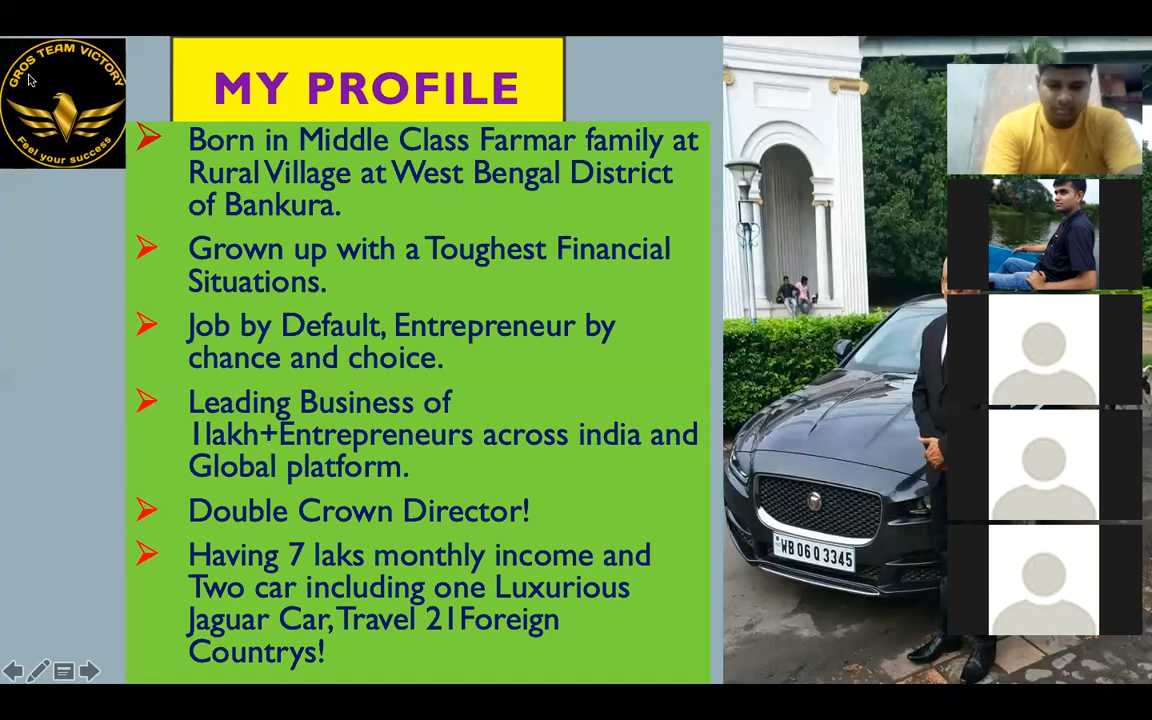 GROS TEAM VICTORY
Feel your success
MY PROFILE
Born in Middle Class Farmar family at
Rural Village at West Bengal District
of Bankura.
Grown up with a Toughest Financial
Situations.
Job by Default, Entrepreneur by
chance and choice.
Leading Business of
1lakh+Entrepreneurs across india and
Global platform.
Double Crown Director!
Having 7 laks monthly income and
Two car including one Luxurious
Jaguar Car, Travel 21Foreign
Countrys!
WB06Q3345